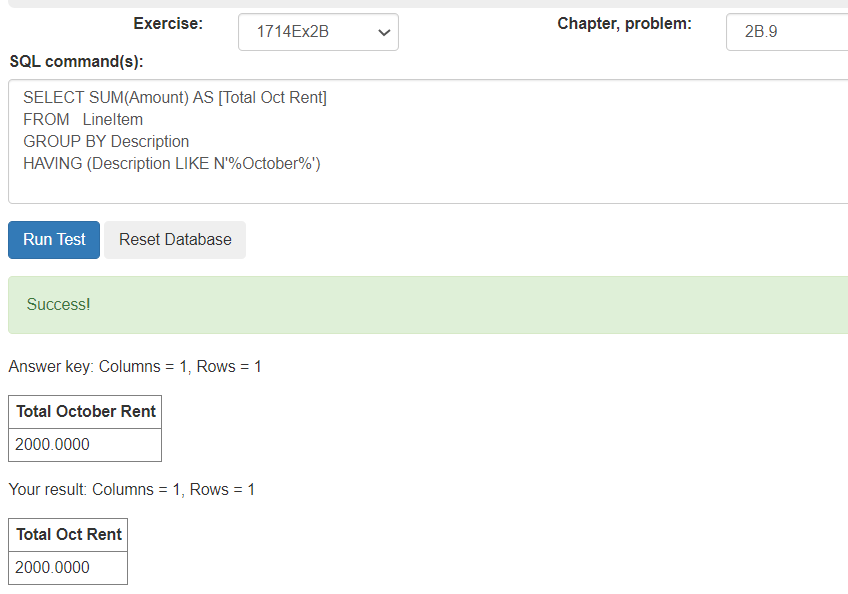 Exercise: 1714Ex2B Chapter, problem: 2B.9
SQL command(s):
SELECT SUM(Amount) AS [Total Oct Rent]
FROM   LineItem
GROUP BY Description
HAVING (Description LIKE N'%October%')
Run Test Reset Database
Success!
Answer key: Columns = 1, Rows = 1
Total October Rent
2000.0000
Your result: Columns = 1, Rows = 1
Total Oct Rent
2000.0000